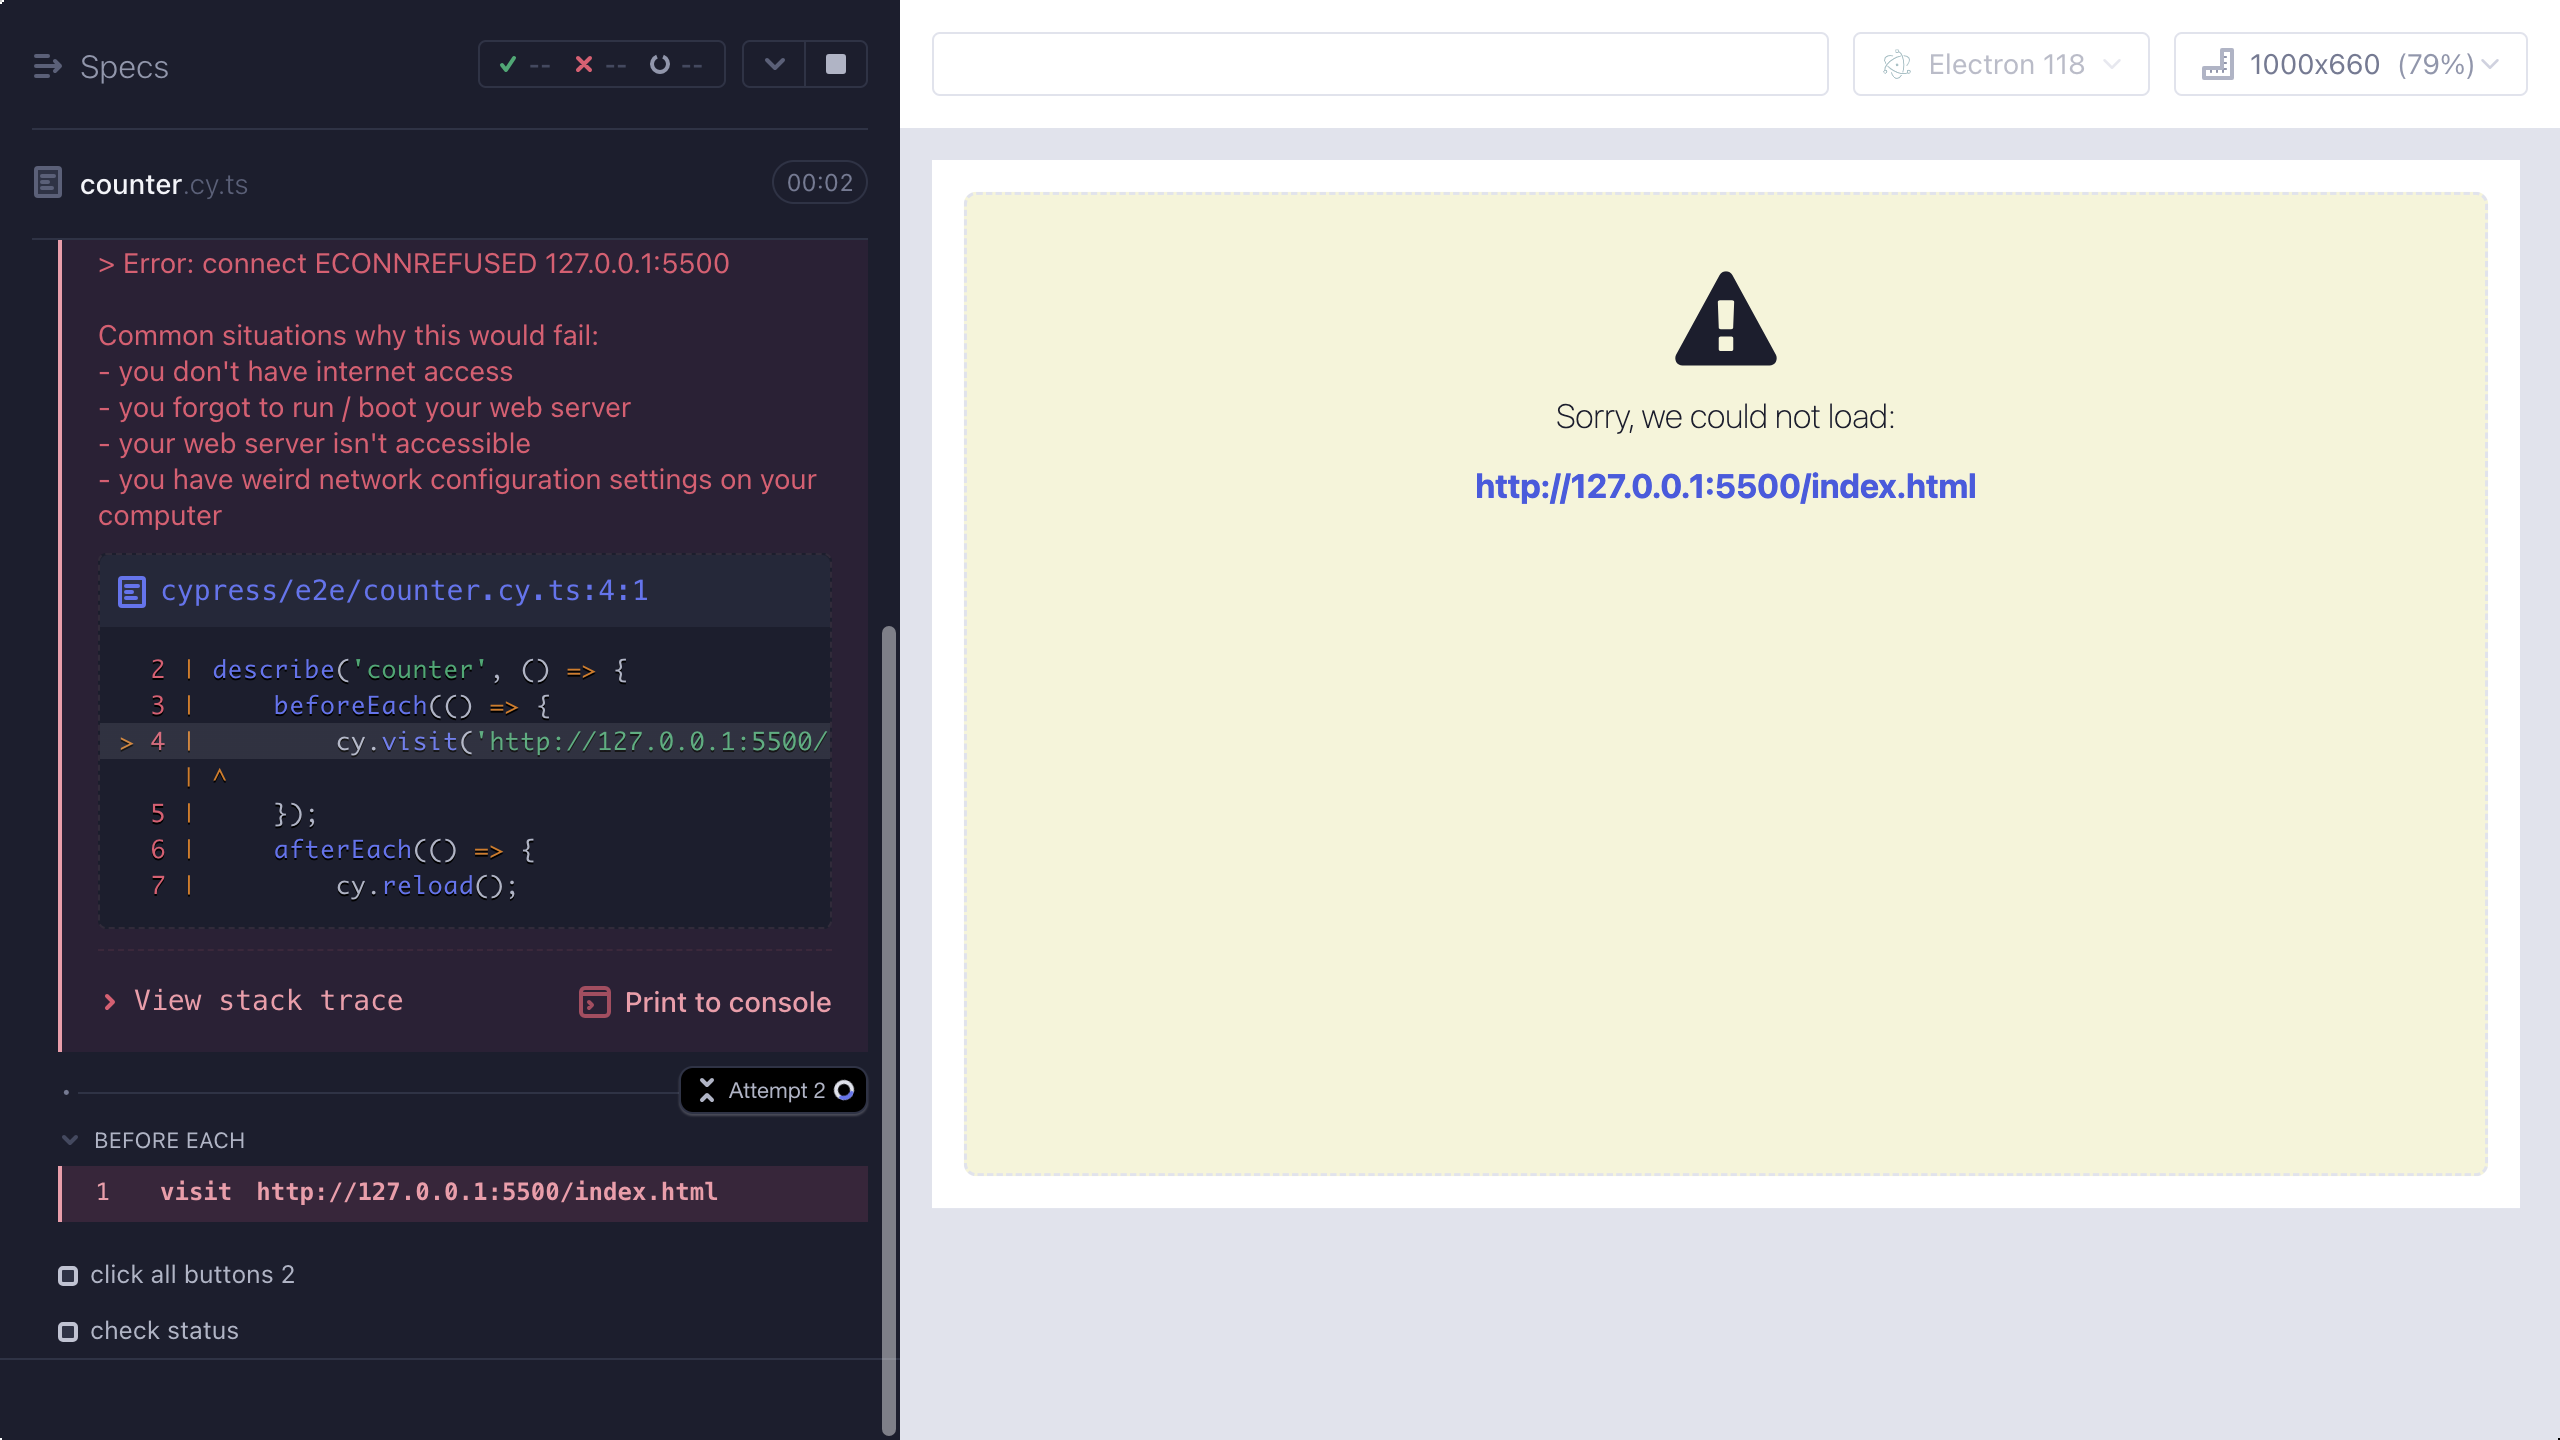 Specs
-- -- --
counter.cy.ts
00:02
> Error: connect ECONNREFUSED 127.0.0.1:5500
Common situations why this would fail:
- you don't have internet access
- you forgot to run / boot your web server
- your web server isn't accessible
- you have weird network configuration settings on your
computer
cypress/e2e/counter.cy.ts:4:1
2 | describe('counter', () => {
3 |     beforeEach(() => {
> 4 |         cy.visit('http://127.0.0.1:5500/
| ^
5 |     });
6 |     afterEach(() => {
7 |         cy.reload();
View stack trace
Print to console
Attempt 2
BEFORE EACH
1 visit http://127.0.0.1:5500/index.html
click all buttons 2
check status
Electron 118
1000x660 (79%)
Sorry, we could not load:
http://127.0.0.1:5500/index.html